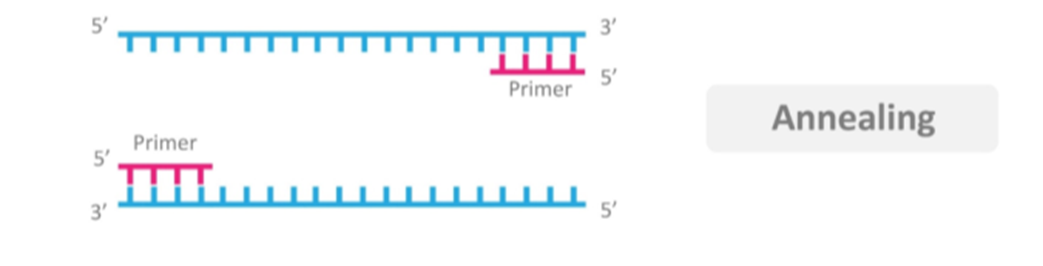 5′ 3′
5′
Primer
Annealing
Primer
5′
3′ 5′